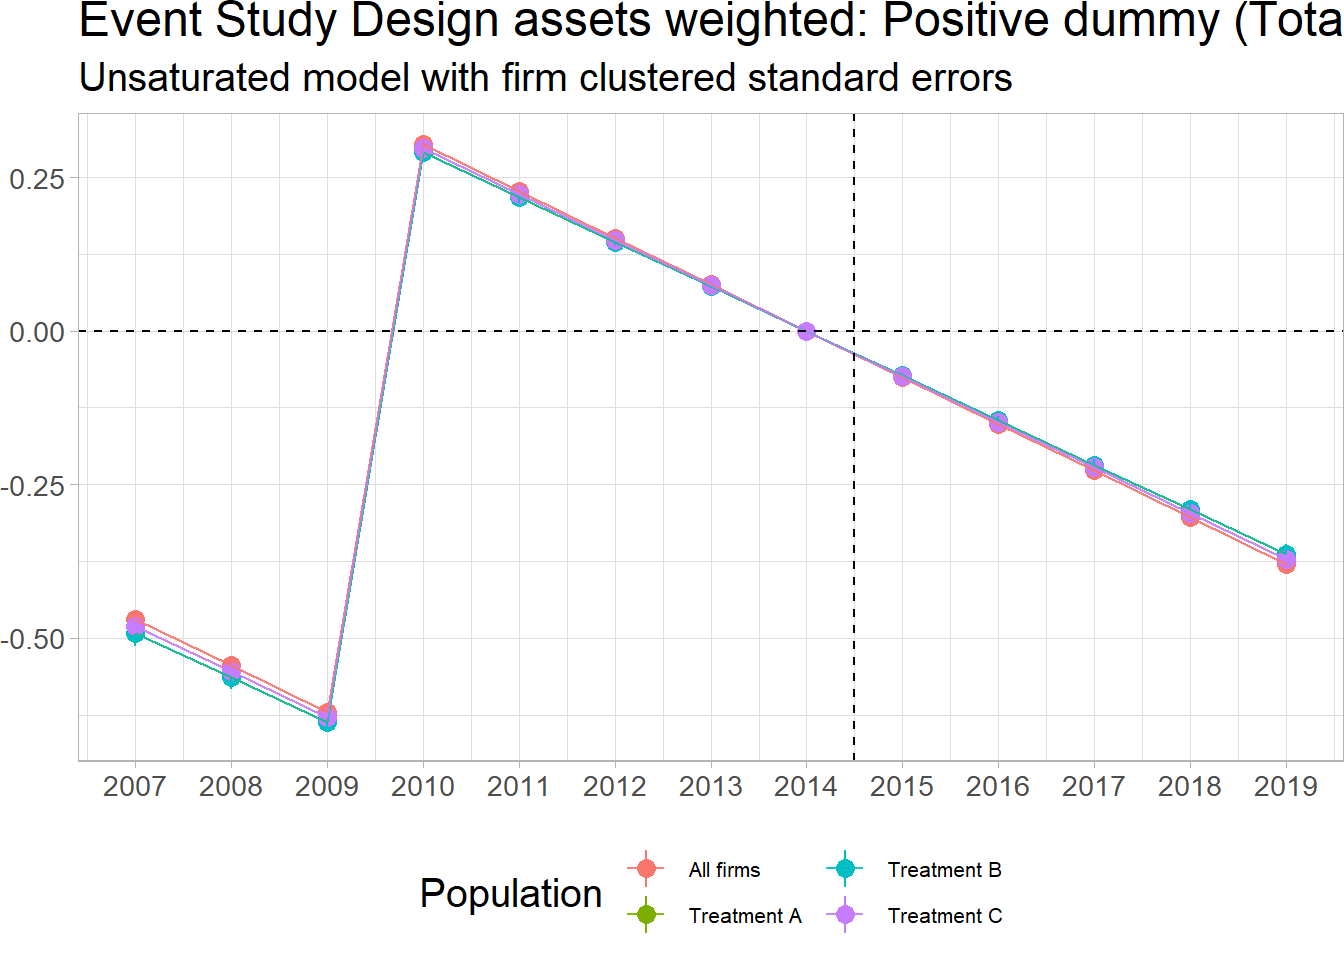 Event Study Design assets weighted: Positive dummy (Tota
Unsaturated model with firm clustered standard errors
0.25
0.00
-0.25
-0.50
2007 2008 2009 2010 2011 2012 2013 2014 2015 2016 2017 2018 2019
Population
All firms
Treatment A
Treatment B
Treatment C